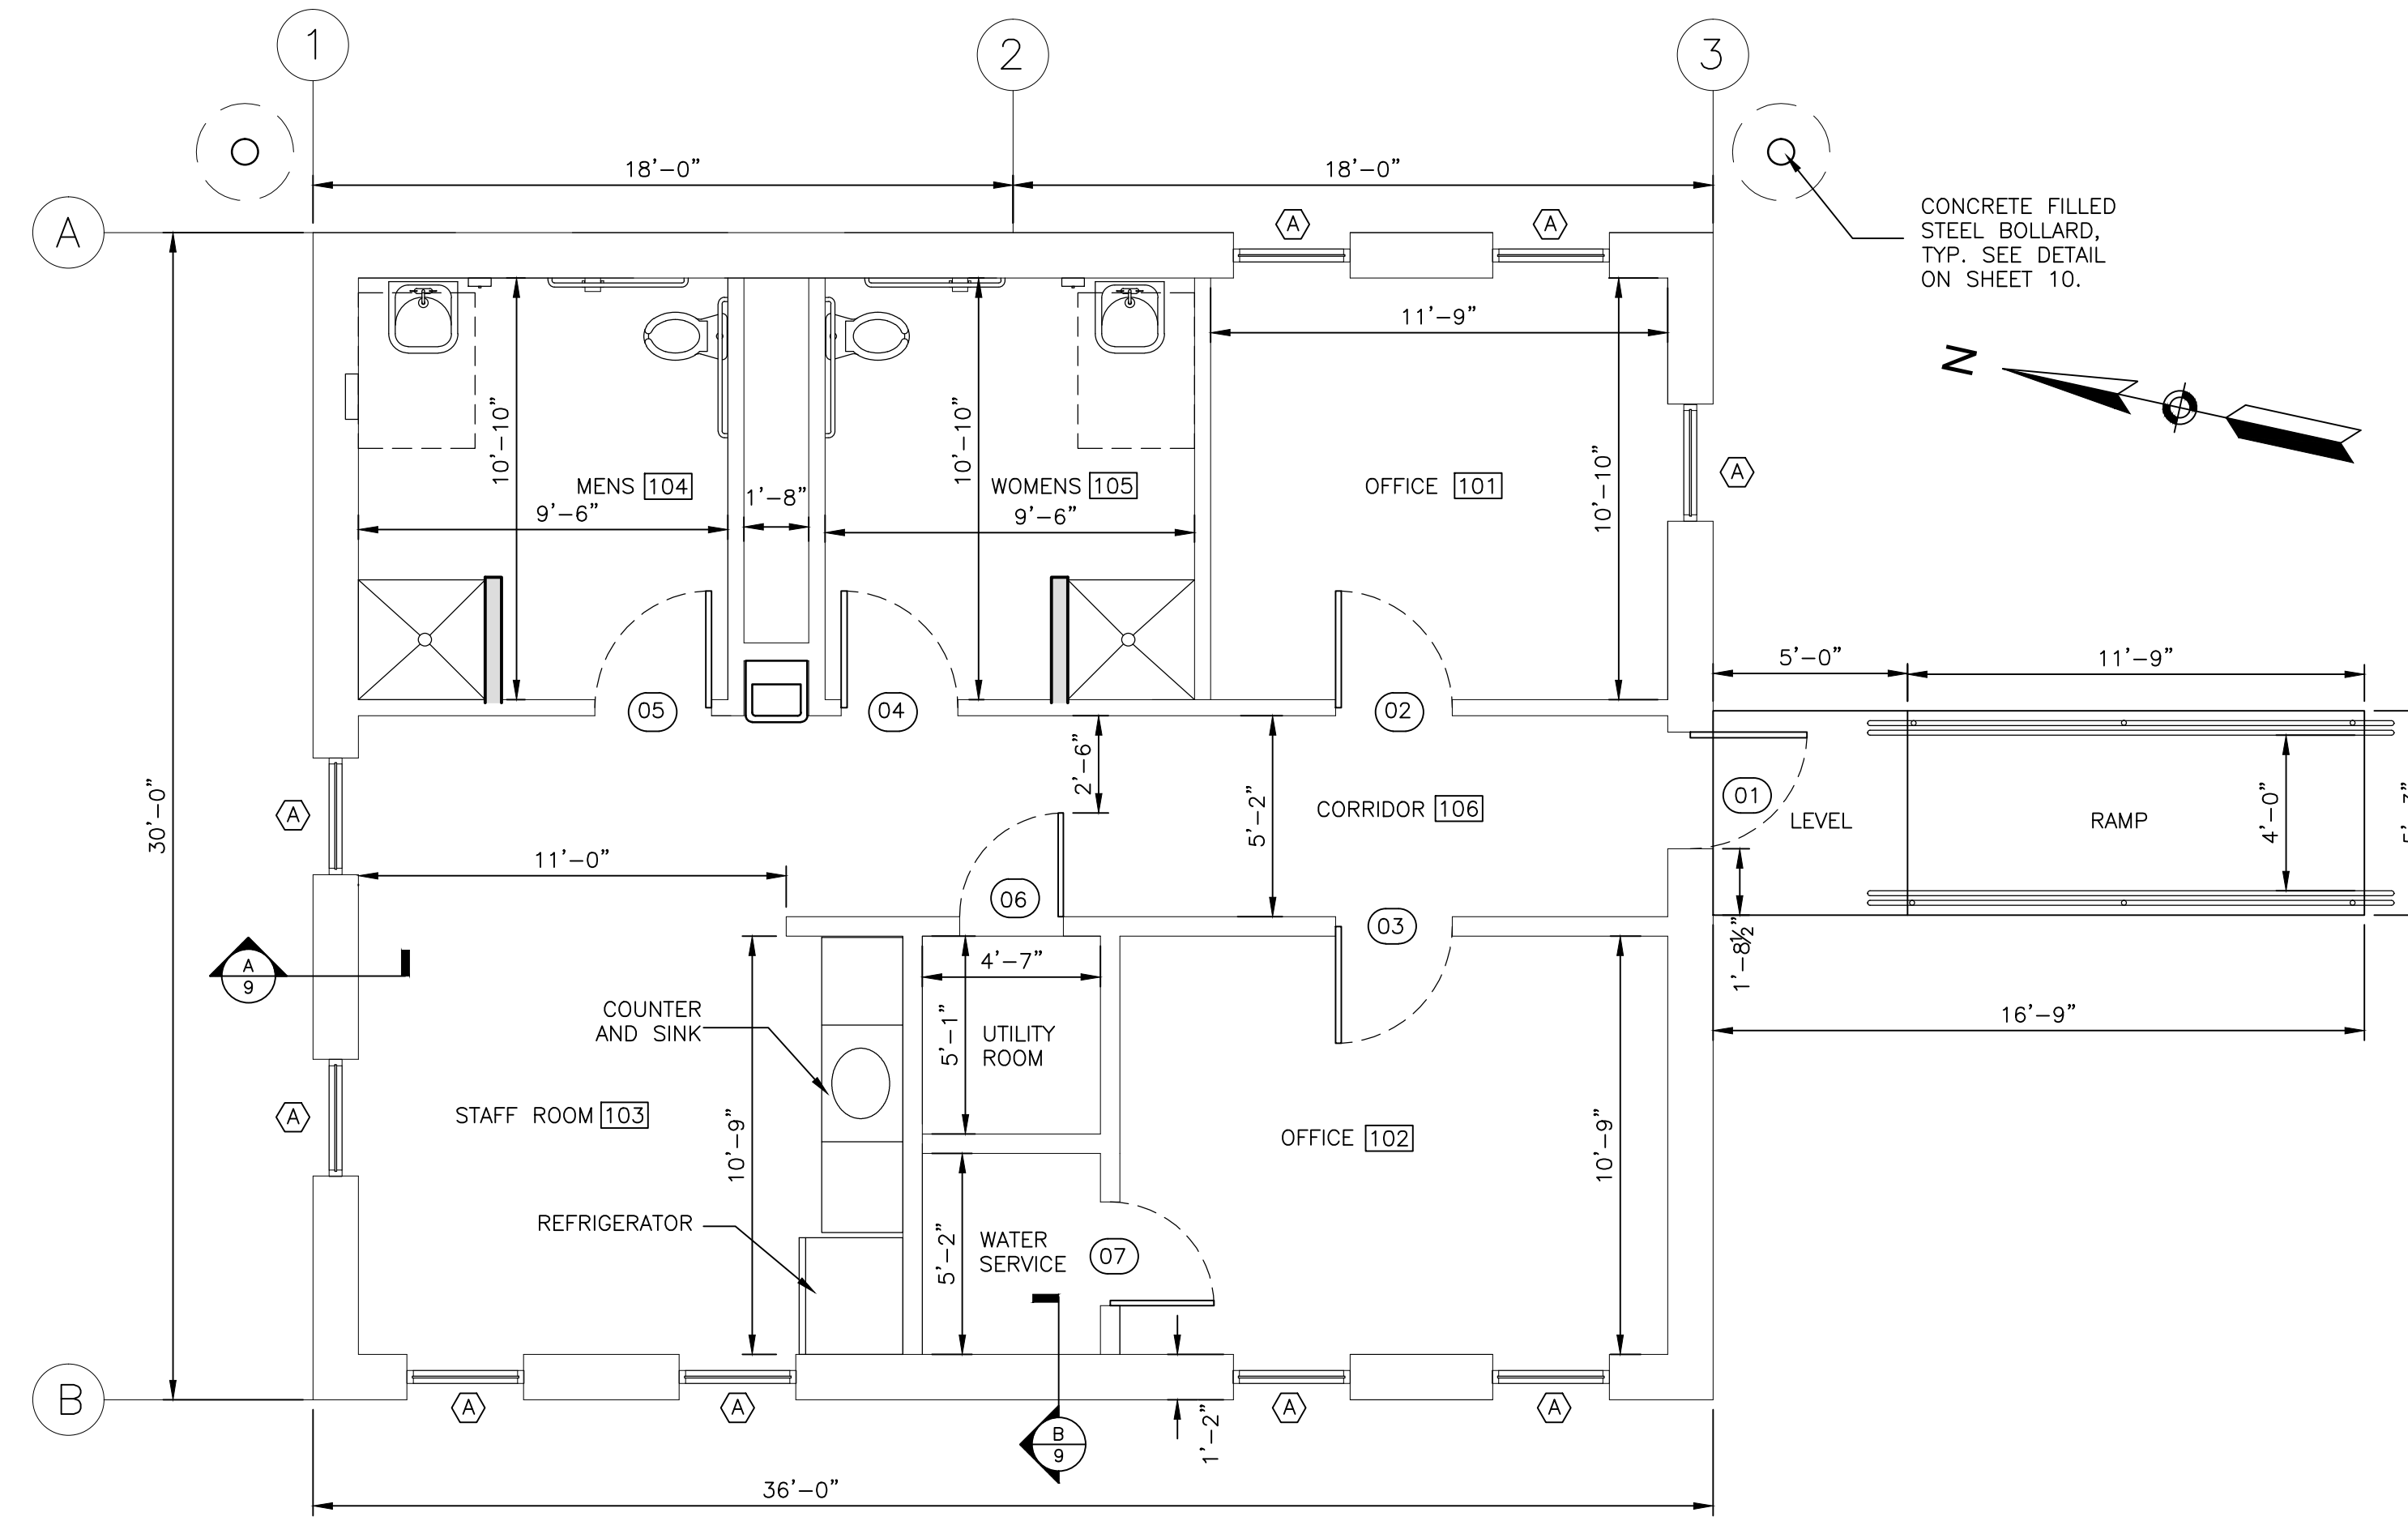 1
2
3
18'-0"
18'-0"
A
A
A
CONCRETE FILLED
STEEL BOLLARD,
TYP. SEE DETAIL
ON SHEET 10.
11'-9"
N
10'-10"
10'-10"
10'-10"
MENS 104
1'-8"
WOMENS 105
OFFICE 101
A
9'-6"
9'-6"
5'-0"
11'-9"
05
04
02
2'-6"
5'-2"
CORRIDOR 106
01
LEVEL
RAMP
4'-0"
30'-0"
A
11'-0"
06
03
1'-8½"
A
9
4'-7"
16'-9"
COUNTER
AND SINK
5'-1"
UTILITY
ROOM
A
STAFF ROOM 103
10'-9"
OFFICE 102
10'-9"
REFRIGERATOR
5'-2"
WATER
SERVICE
07
B
A
A
A
A
1'-2"
B
9
36'-0"